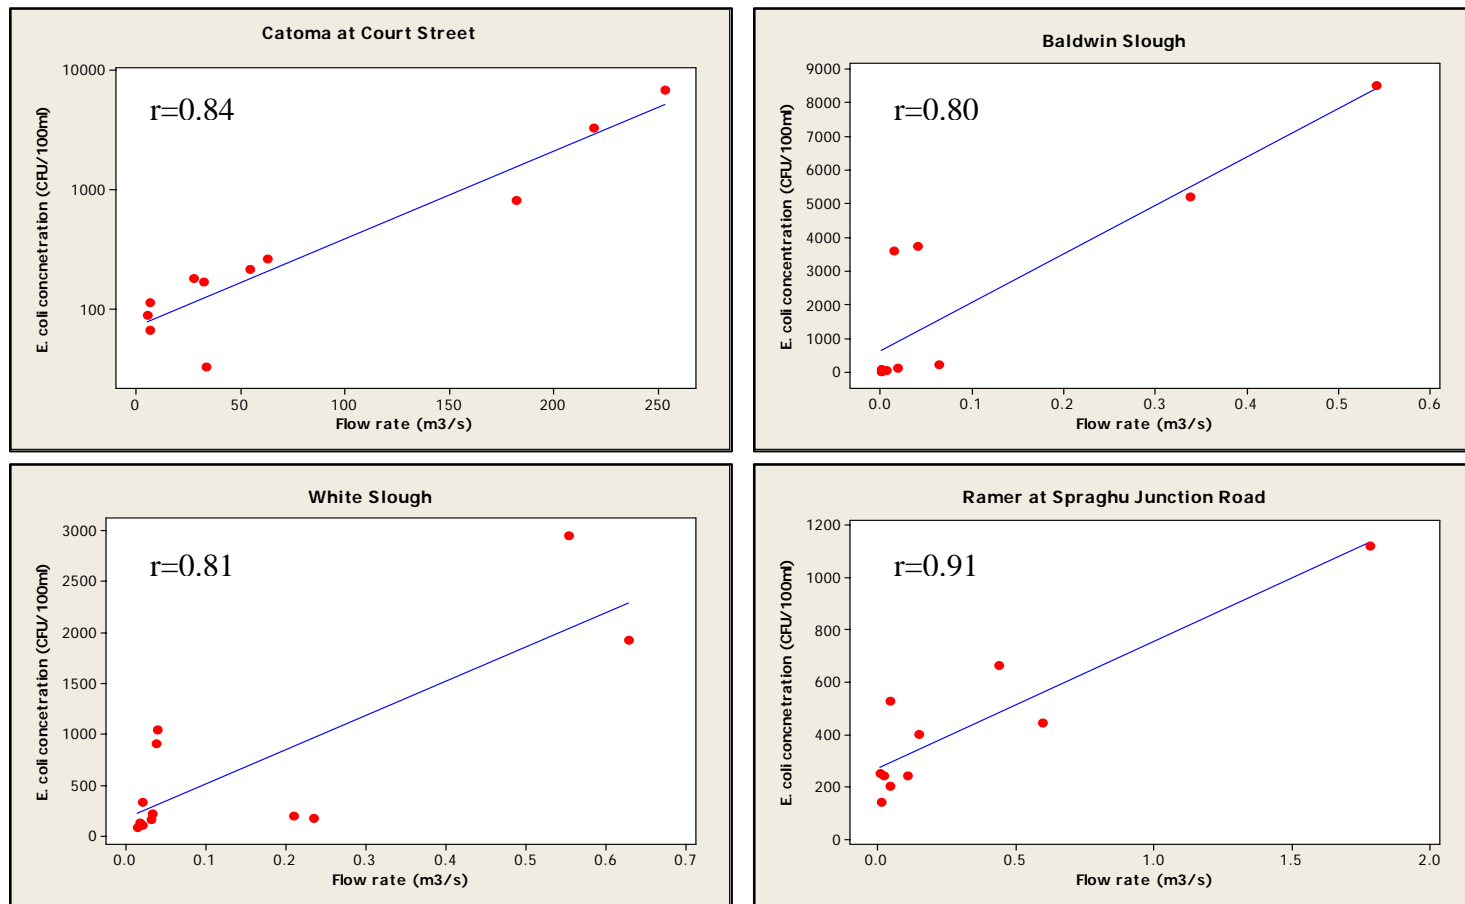 Catoma at Court Street
r=0.84
E. coli concnetration (CFU/100ml)
10000
1000
100
0 50 100 150 200 250
Flow rate (m3/s)
Baldwin Slough
r=0.80
E. coli concentration (CFU/100ml)
9000
8000
7000
6000
5000
4000
3000
2000
1000
0
0.0 0.1 0.2 0.3 0.4 0.5 0.6
Flow rate (m3/s)
White Slough
r=0.81
E. coli concetration (CFU/100ml)
3000
2500
2000
1500
1000
500
0
0.0 0.1 0.2 0.3 0.4 0.5 0.6 0.7
Flow rate (m3/s)
Ramer at Spraghu Junction Road
r=0.91
E. coli concnetration (CFU/100ml)
1200
1000
800
600
400
200
0
0.0 0.5 1.0 1.5 2.0
Flow rate (m3/s)